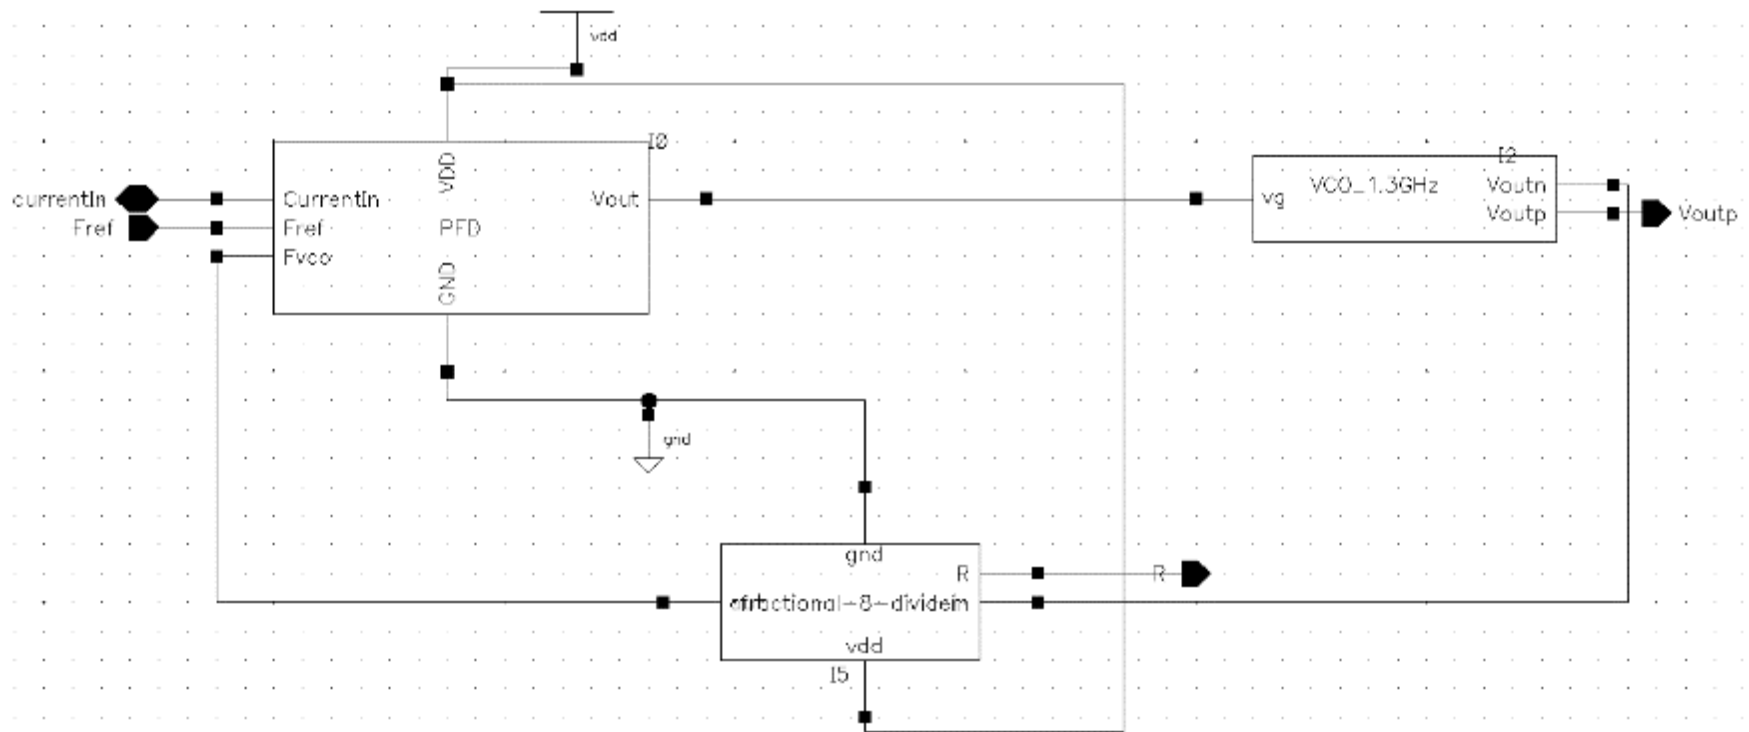 vdd
I0
I2
VDD
currentIn
CurrentIn
Vout
vg
VCO_1.3GHz
Voutn
Fref
Fref
PFD
Voutp
Voutp
Fvco
GND
gnd
gnd
R
R
vdd
I5